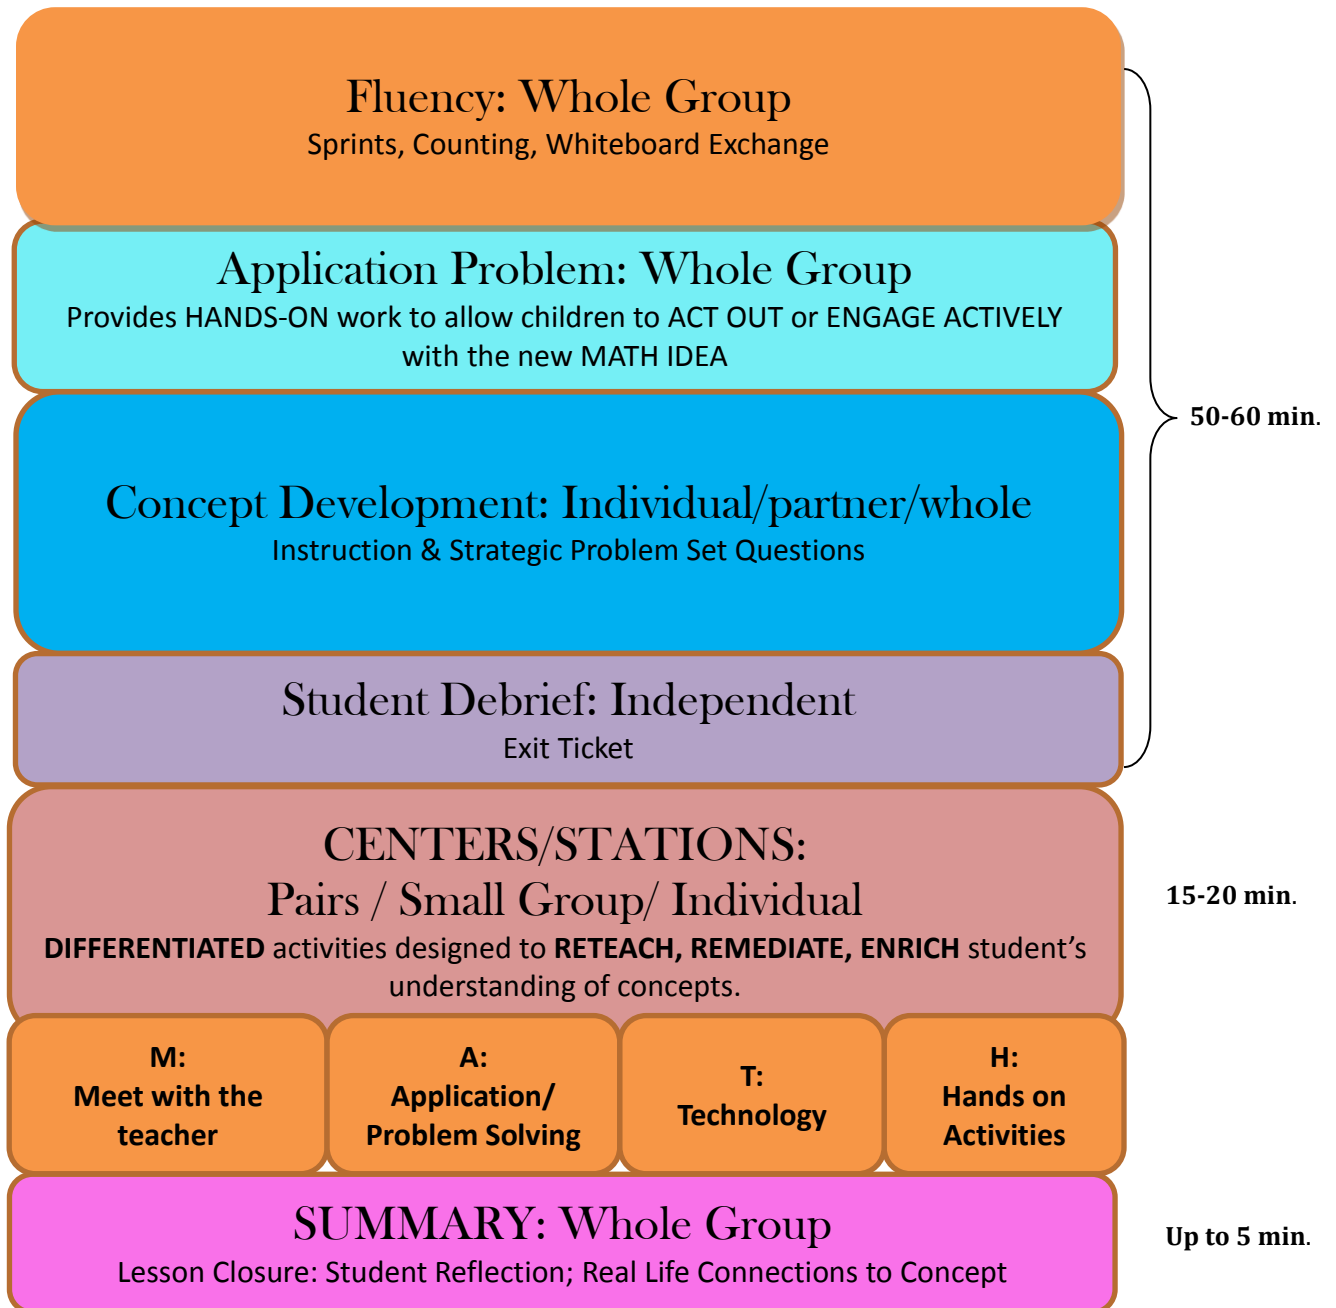 Fluency: Whole Group
Sprints, Counting, Whiteboard Exchange
Application Problem: Whole Group
Provides HANDS-ON work to allow children to ACT OUT or ENGAGE ACTIVELY
with the new MATH IDEA
50-60 min.
Concept Development: Individual/partner/whole
Instruction & Strategic Problem Set Questions
Student Debrief: Independent
Exit Ticket
CENTERS/STATIONS:
Pairs / Small Group/ Individual
15-20 min.
DIFFERENTIATED activities designed to RETEACH, REMEDIATE, ENRICH student’s
understanding of concepts.
M:
Meet with the
teacher
A:
Application/
Problem Solving
T:
Technology
H:
Hands on
Activities
SUMMARY: Whole Group
Lesson Closure: Student Reflection; Real Life Connections to Concept
Up to 5 min.